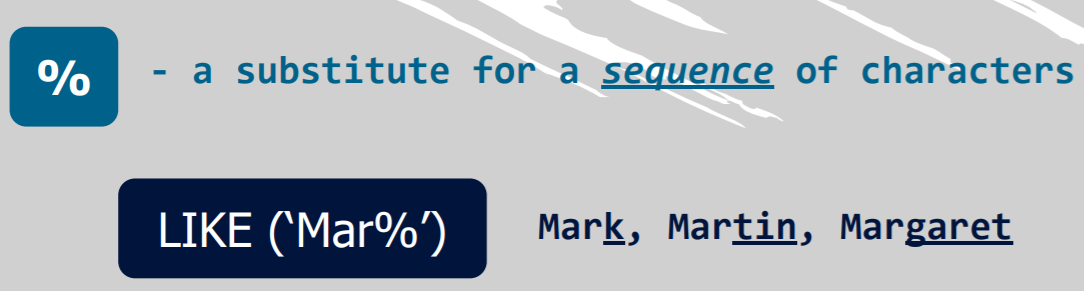 % - a substitute for a sequence of characters
LIKE (‘Mar%’) Mark, Martin, Margaret